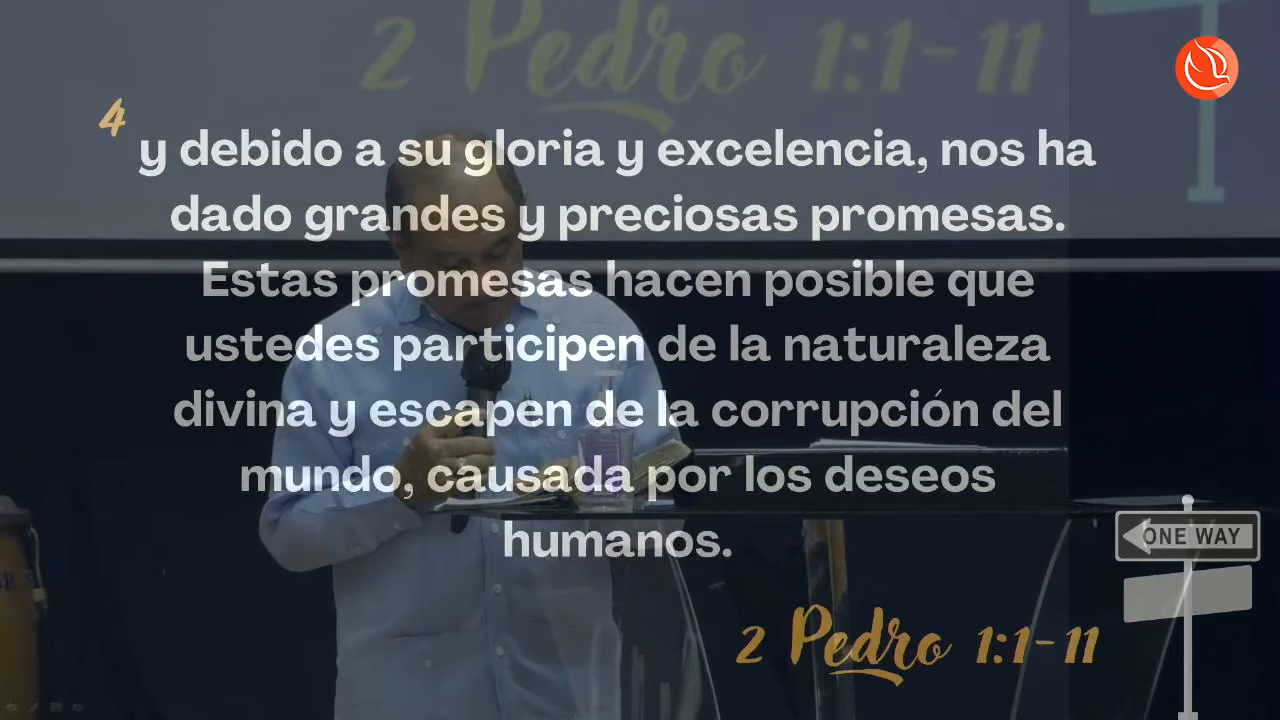 2 Pedro 1:1-11
4
y debido a su gloria y excelencia, nos ha
dado grandes y preciosas promesas.
Estas promesas hacen posible que
ustedes participen de la naturaleza
divina y escapen de la corrupción del
mundo, causada por los deseos
humanos.
ONE WAY
2 Pedro 1:1-11